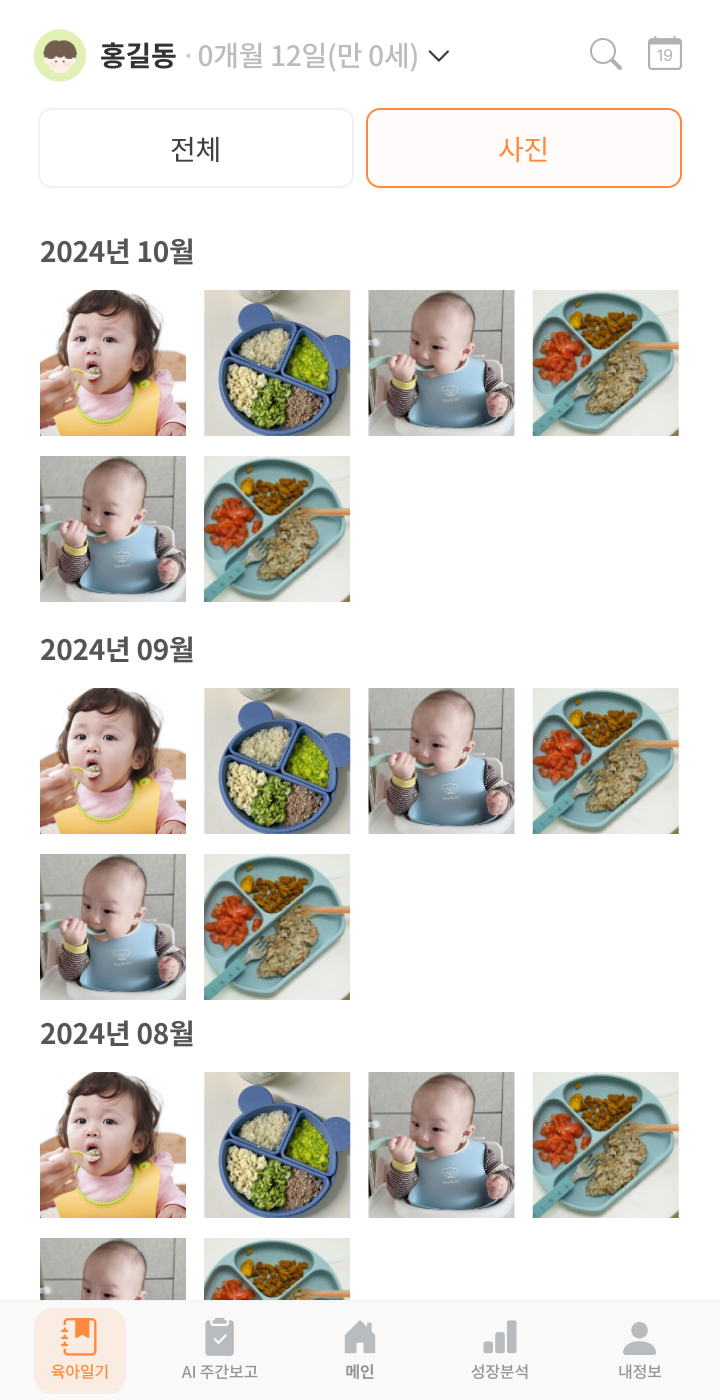 홍길동 · 0개월 12일(만 0세)
19
전체
사진
2024년 10월
2024년 09월
2024년 08월
육아일기
AI 주간보고
메인
성장분석
내정보